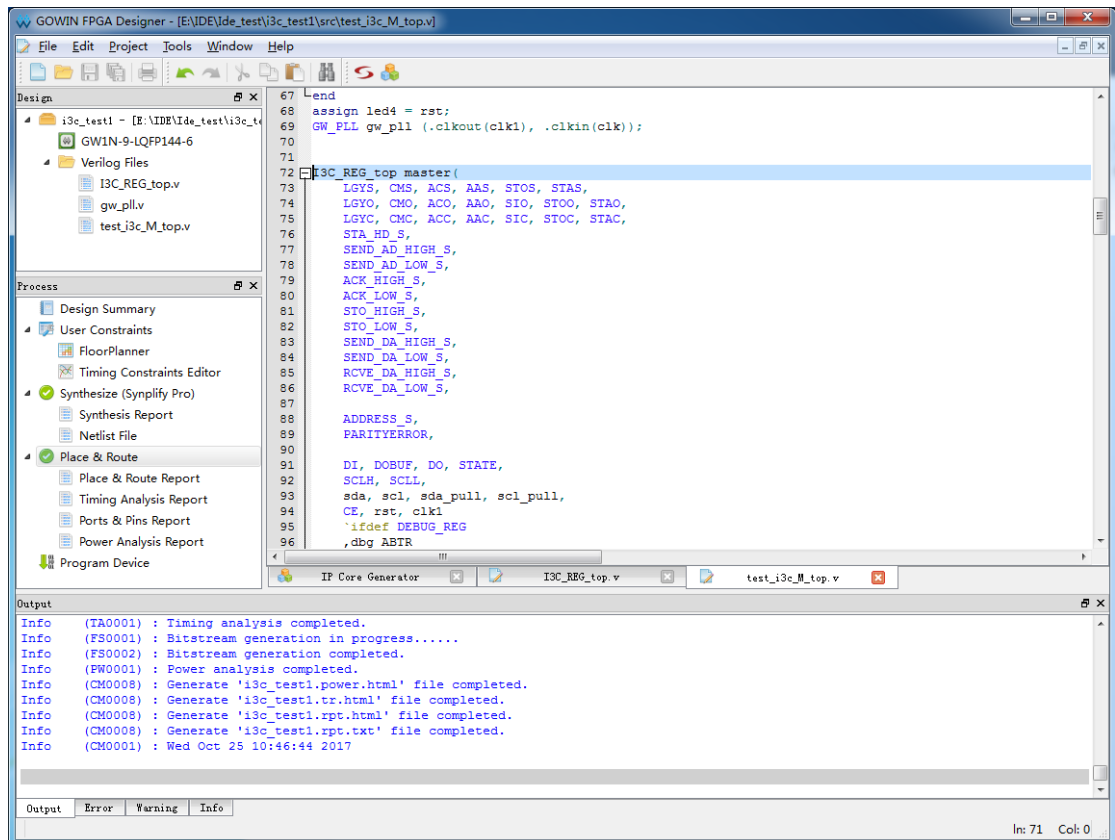 GOWIN FPGA Designer - [E:\IDE\Ide_test\i3c_test1\src\test_i3c_M_top.v]
File Edit Project Tools Window Help
Design
i3c_test1 - [E:\IDE\Ide_test\i3c_te
GW1N-9-LQFP144-6
Verilog Files
I3C_REG_top.v
gw_pll.v
test_i3c_M_top.v
Process
Design Summary
User Constraints
FloorPlanner
Timing Constraints Editor
Synthesize (Synplify Pro)
Synthesis Report
Netlist File
Place & Route
Place & Route Report
Timing Analysis Report
Ports & Pins Report
Power Analysis Report
Program Device
67 end
68 assign led4 = rst;
69 GW_PLL gw_pll (.clkout(clk1), .clkin(clk));
70
71
72 I3C_REG_top master(
73 LGYS, CMS, ACS, AAS, STOS, STAS,
74 LGYO, CMO, ACO, AAO, SIO, STOO, STAO,
75 LGYC, CMC, ACC, AAC, SIC, STOC, STAC,
76 STA_HD_S,
77 SEND_AD_HIGH_S,
78 SEND_AD_LOW_S,
79 ACK_HIGH_S,
80 ACK_LOW_S,
81 STO_HIGH_S,
82 STO_LOW_S,
83 SEND_DA_HIGH_S,
84 SEND_DA_LOW_S,
85 RCVE_DA_HIGH_S,
86 RCVE_DA_LOW_S,
87
88 ADDRESS_S,
89 PARITYERROR,
90
91 DI, DOBUF, DO, STATE,
92 SCLH, SCLL,
93 sda, scl, sda_pull, scl_pull,
94 CE, rst, clk1
95 `ifdef DEBUG_REG
96 ,dbg_ABTR
IP Core Generator I3C_REG_top.v test_i3c_M_top.v
Output
Info (TA0001) : Timing analysis completed.
Info (FS0001) : Bitstream generation in progress......
Info (FS0002) : Bitstream generation completed.
Info (PW0001) : Power analysis completed.
Info (CM0008) : Generate 'i3c_test1.power.html' file completed.
Info (CM0008) : Generate 'i3c_test1.tr.html' file completed.
Info (CM0008) : Generate 'i3c_test1.rpt.html' file completed.
Info (CM0008) : Generate 'i3c_test1.rpt.txt' file completed.
Info (CM0001) : Wed Oct 25 10:46:44 2017
Output Error Warning Info
ln: 71 Col: 0